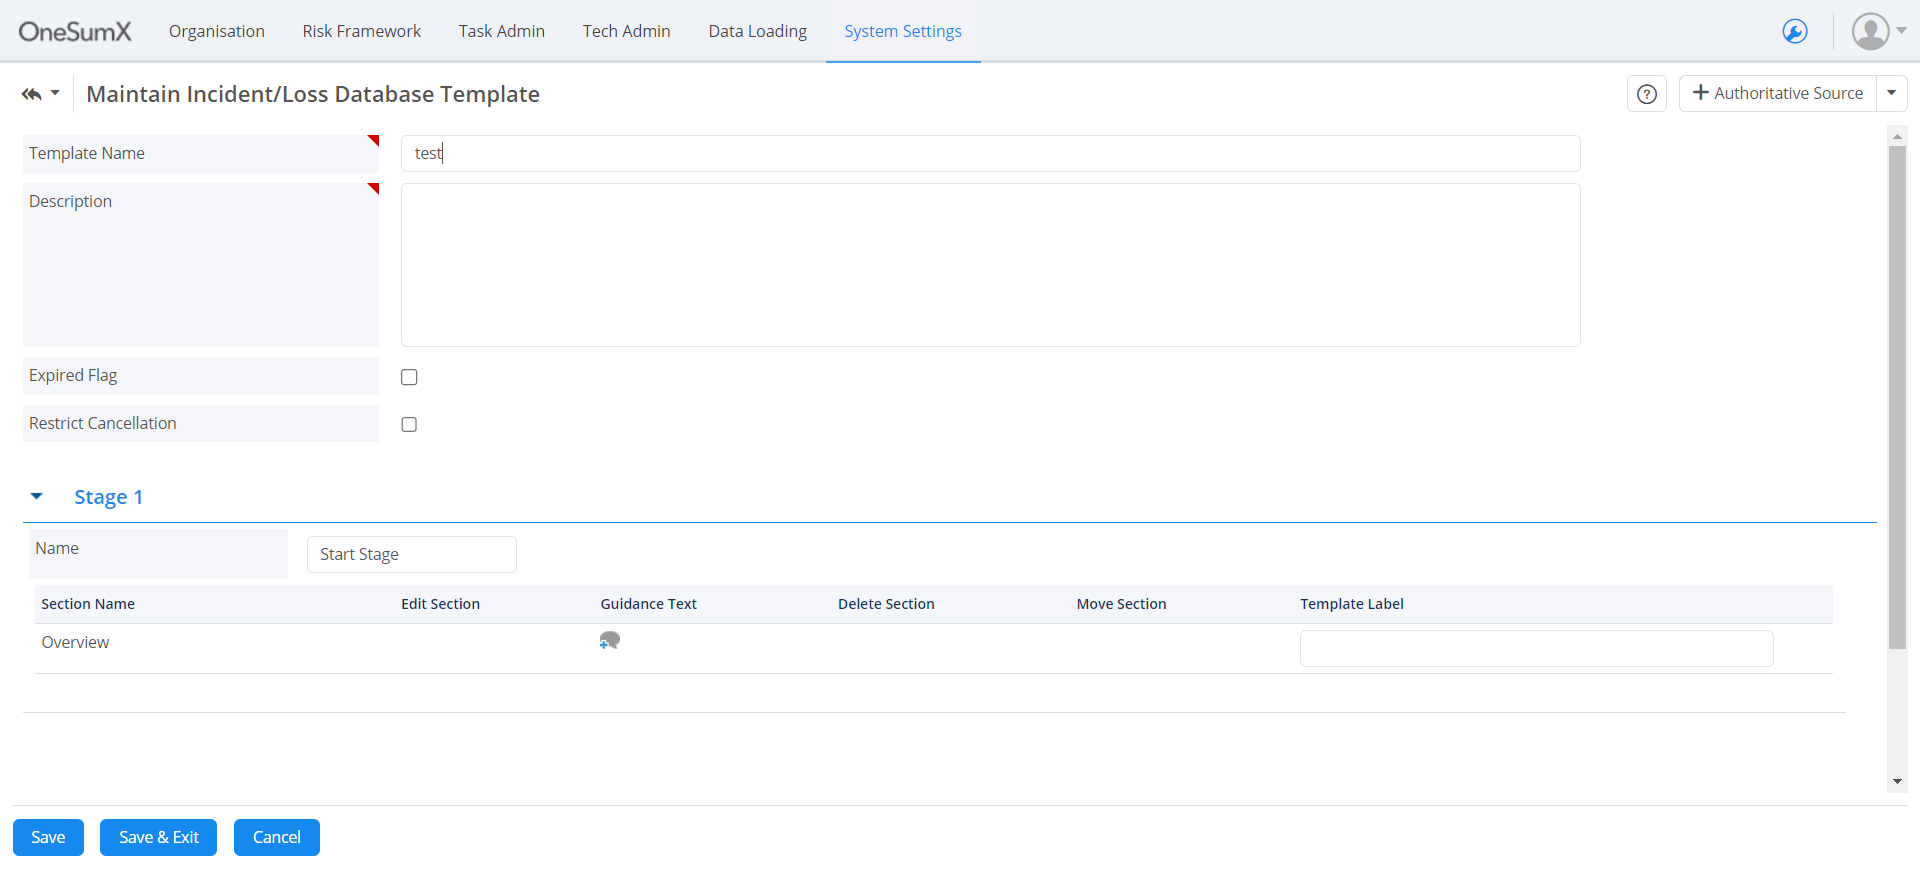 OneSumX Organisation Risk Framework Task Admin Tech Admin Data Loading System Settings
Maintain Incident/Loss Database Template ? Authoritative Source
Template Name test
Description
Expired Flag
Restrict Cancellation
Stage 1
Name Start Stage
Section Name Edit Section Guidance Text Delete Section Move Section Template Label
Overview
Save Save & Exit Cancel